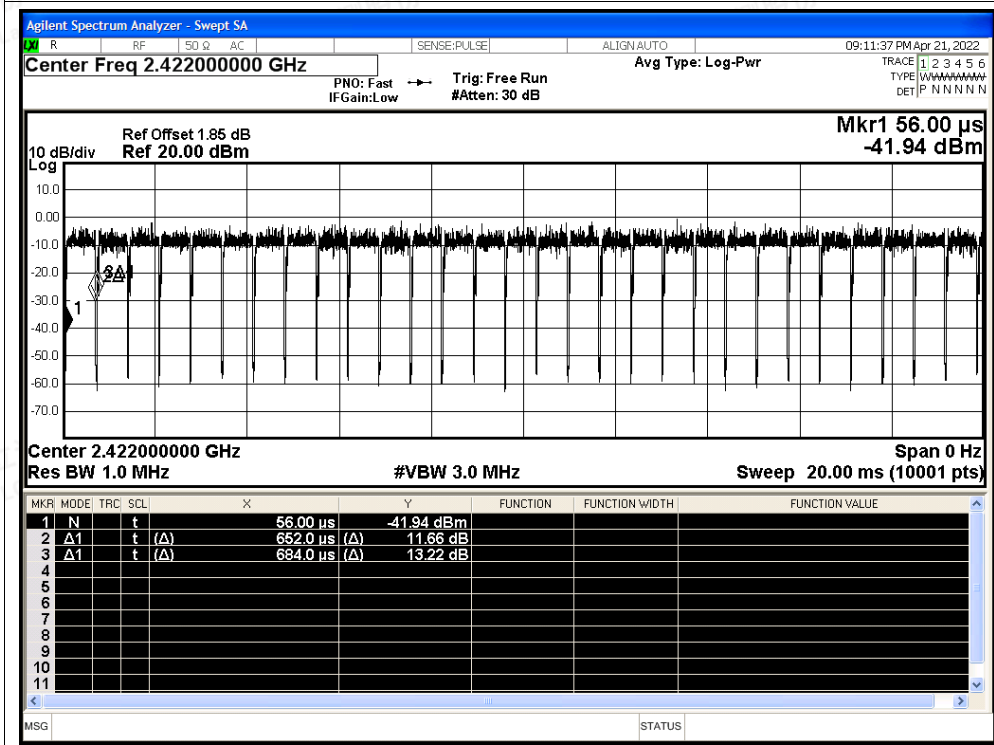 Agilent Spectrum Analyzer - Swept SA
LXI R RF 50 Ω AC SENSE:PULSE ALIGN AUTO 09:11:37 PM Apr 21, 2022
Center Freq 2.422000000 GHz
Avg Type: Log-Pwr
TRACE 1 2 3 4 5 6
PNO: Fast Trig: Free Run
TYPE
IFGain:Low #Atten: 30 dB
DET P N N N N N
Mkr1 56.00 µs
-41.94 dBm
Ref Offset 1.85 dB
10 dB/div Ref 20.00 dBm
Log
10.0
0.00
-10.0
-20.0
-30.0
1
-40.0
-50.0
-60.0
-70.0
Center 2.422000000 GHz Span 0 Hz
Res BW 1.0 MHz #VBW 3.0 MHz Sweep 20.00 ms (10001 pts)
MKR MODE TRC SCL X Y FUNCTION FUNCTION WIDTH FUNCTION VALUE
1 N t 56.00 µs -41.94 dBm
2 Δ1 t (Δ) 652.0 µs (Δ) 11.66 dB
3 Δ1 t (Δ) 684.0 µs (Δ) 13.22 dB
4
5
6
7
8
9
10
11
MSG STATUS